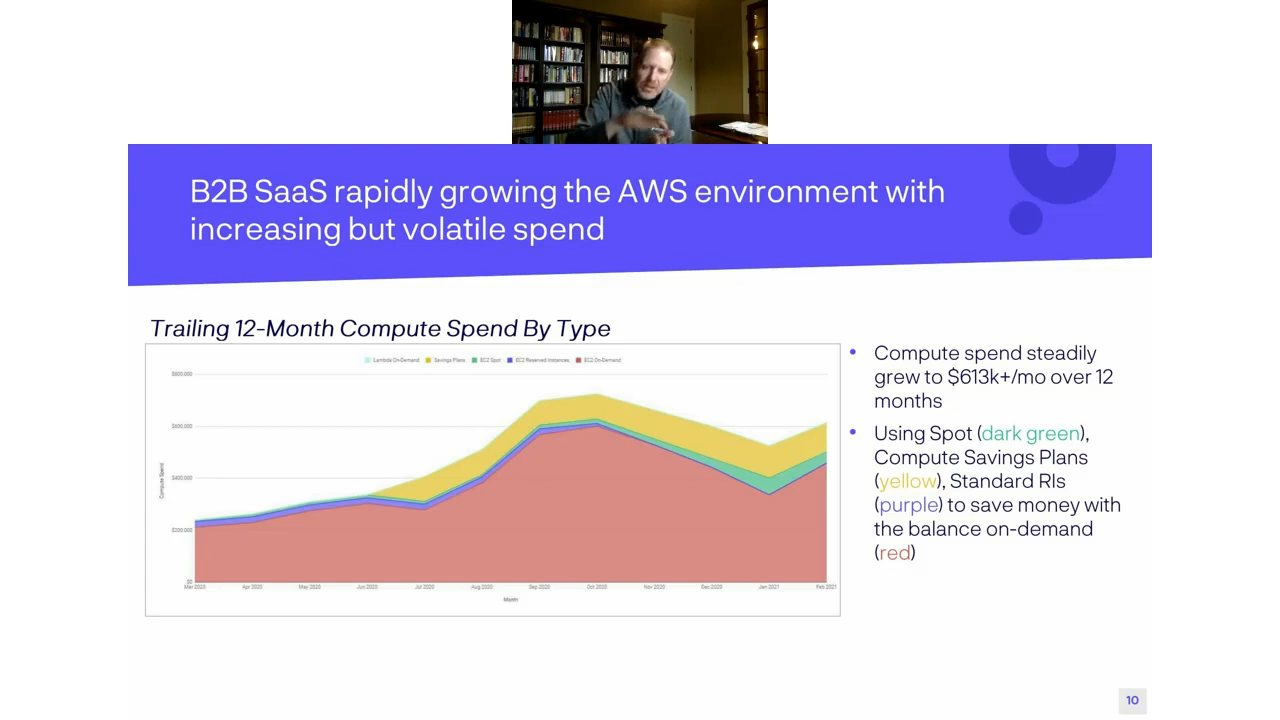 B2B SaaS rapidly growing the AWS environment with
increasing but volatile spend
Trailing 12-Month Compute Spend By Type
Lambda On-Demand Savings Plans EC2 Spot EC2 Reserved Instances EC2 On-Demand
$800,000
$600,000
$400,000
$200,000
$0
Compute Spend
Mar 2020 Apr 2020 May 2020 Jun 2020 Jul 2020 Aug 2020 Sep 2020 Oct 2020 Nov 2020 Dec 2020 Jan 2021 Feb 2021
Month
• Compute spend steadily
grew to $613k+/mo over 12
months
• Using Spot (dark green),
Compute Savings Plans
(yellow), Standard RIs
(purple) to save money with
the balance on-demand
(red)
10